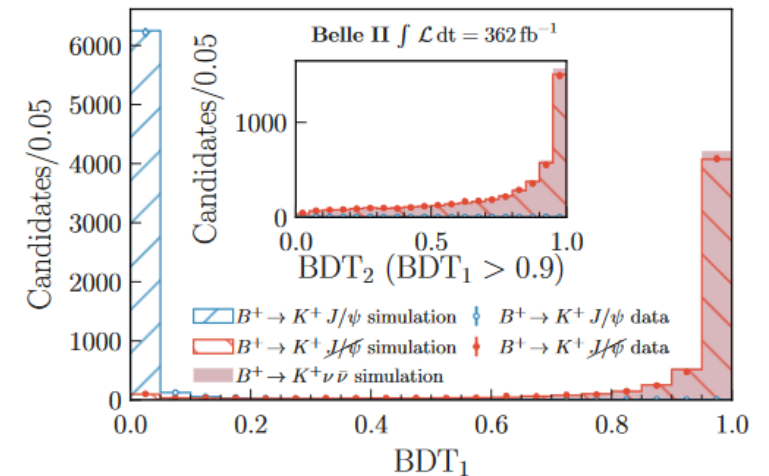 Belle II ∫ ℒ dt = 362 fb⁻¹
Candidates/0.05
6000
5000
4000
3000
2000
1000
0
Candidates/0.05
1000
0
0.0 0.5 1.0
BDT₂ (BDT₁ > 0.9)
B⁺ → K⁺ J/ψ simulation
B⁺ → K⁺ J/ψ data
B⁺ → K⁺ J̸/̸ψ̸ simulation
B⁺ → K⁺ J̸/̸ψ̸ data
B⁺ → K⁺ ν ν̄ simulation
0.0 0.2 0.4 0.6 0.8 1.0
BDT₁